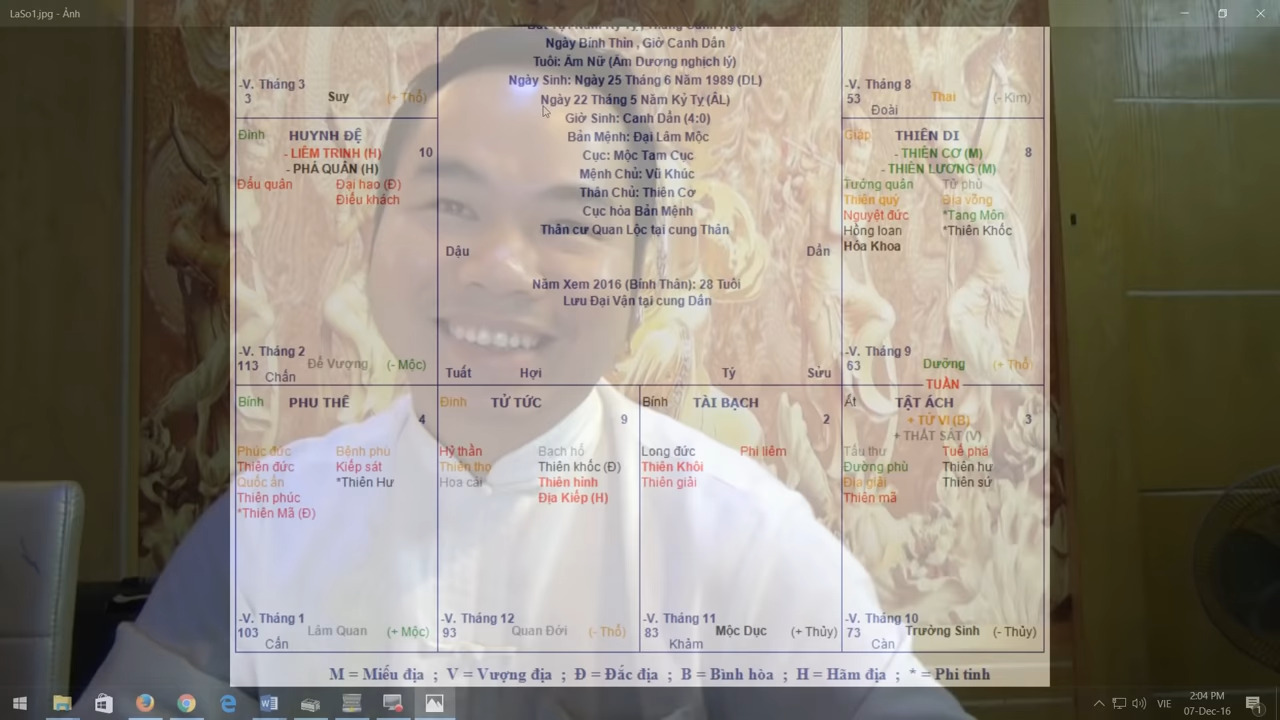 LaSo1.jpg - Ảnh
Ngày Bính Thìn , Giờ Canh Dần
Tuổi: Âm Nữ (Âm Dương nghịch lý)
Ngày Sinh: Ngày 25 Tháng 6 Năm 1989 (DL)
Ngày 22 Tháng 5 Năm Kỷ Tỵ (ÂL)
Giờ Sinh: Canh Dần (4:0)
Bản Mệnh: Đại Lâm Mộc
Cục: Mộc Tam Cục
Mệnh Chủ: Vũ Khúc
Thân Chủ: Thiên Cơ
Cục hòa Bản Mệnh
Thân cư Quan Lộc tại cung Thân
Dậu
Dần
Năm Xem 2016 (Bính Thân): 28 Tuổi
Lưu Đại Vận tại cung Dần
Tuất Hợi Tý Sửu
-V. Tháng 3
3 Suy (+ Thổ)
-V. Tháng 8
53 Thai (- Kim)
Đoài
Đinh HUYNH ĐỆ
- LIÊM TRINH (H) 10
- PHÁ QUÂN (H)
Đẩu quân Đại hao (Đ)
Điếu khách
-V. Tháng 2
113 Đế Vượng (- Mộc)
Chấn
Giáp THIÊN DI
- THIÊN CƠ (M) 8
- THIÊN LƯƠNG (M)
Tướng quân Tử phù
Thiên quý Địa võng
Nguyệt đức *Tang Môn
Hồng loan *Thiên Khốc
Hóa Khoa
-V. Tháng 9
63 Dưỡng (+ Thổ)
TUẦN
Bính PHU THÊ
4
Phúc đức Bệnh phù
Thiên đức Kiếp sát
Quốc ấn *Thiên Hư
Thiên phúc
*Thiên Mã (Đ)
-V. Tháng 1
103 Lâm Quan (+ Mộc)
Cấn
Đinh TỬ TỨC
9
Hỷ thần Bạch hổ
Thiên thọ Thiên khốc (Đ)
Hoa cái Thiên hình
Địa Kiếp (H)
-V. Tháng 12
93 Quan Đới (- Thổ)
Bính TÀI BẠCH
2
Long đức Phi liêm
Thiên Khôi
Thiên giải
-V. Tháng 11
83 Mộc Dục (+ Thủy)
Khảm
Ất TẬT ÁCH
+ TỬ VI (B) 3
+ THẤT SÁT (V)
Tấu thư Tuế phá
Đường phù Thiên hư
Địa giải Thiên sứ
Thiên mã
-V. Tháng 10
73 Trường Sinh (- Thủy)
Càn
M = Miếu địa ; V = Vượng địa ; Đ = Đắc địa ; B = Bình hòa ; H = Hãm địa ; * = Phi tinh
VIE
2:04 PM
07-Dec-16
1